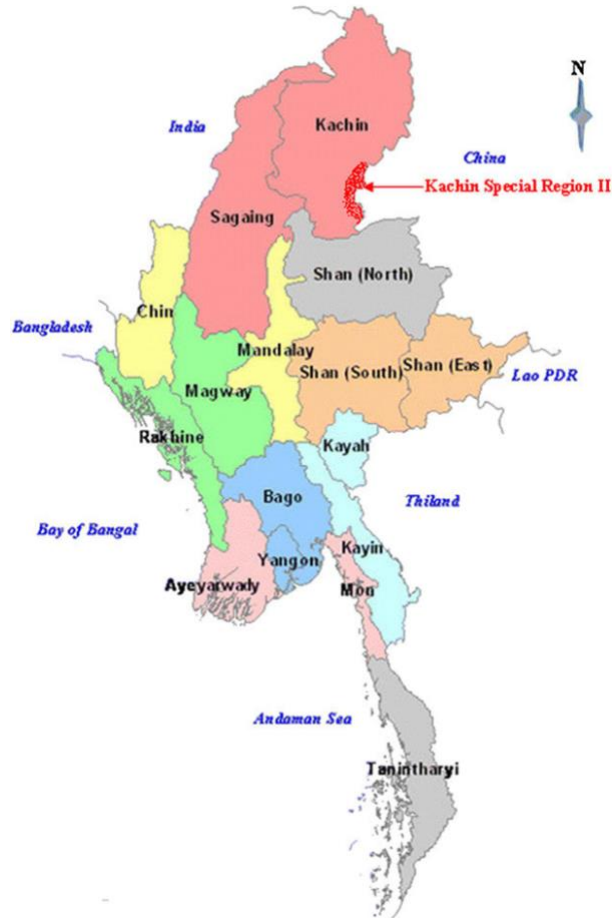 N
India
Kachin
China
Kachin Special Region II
Sagaing
Shan (North)
Chin
Bangladesh
Mandalay
Shan (South)
Shan (East)
Lao PDR
Magway
Rakhine
Kayah
Bago
Thiland
Bay of Bangal
Kayin
Yangon
Ayeyarwady
Mon
Andaman Sea
Tanintharyi